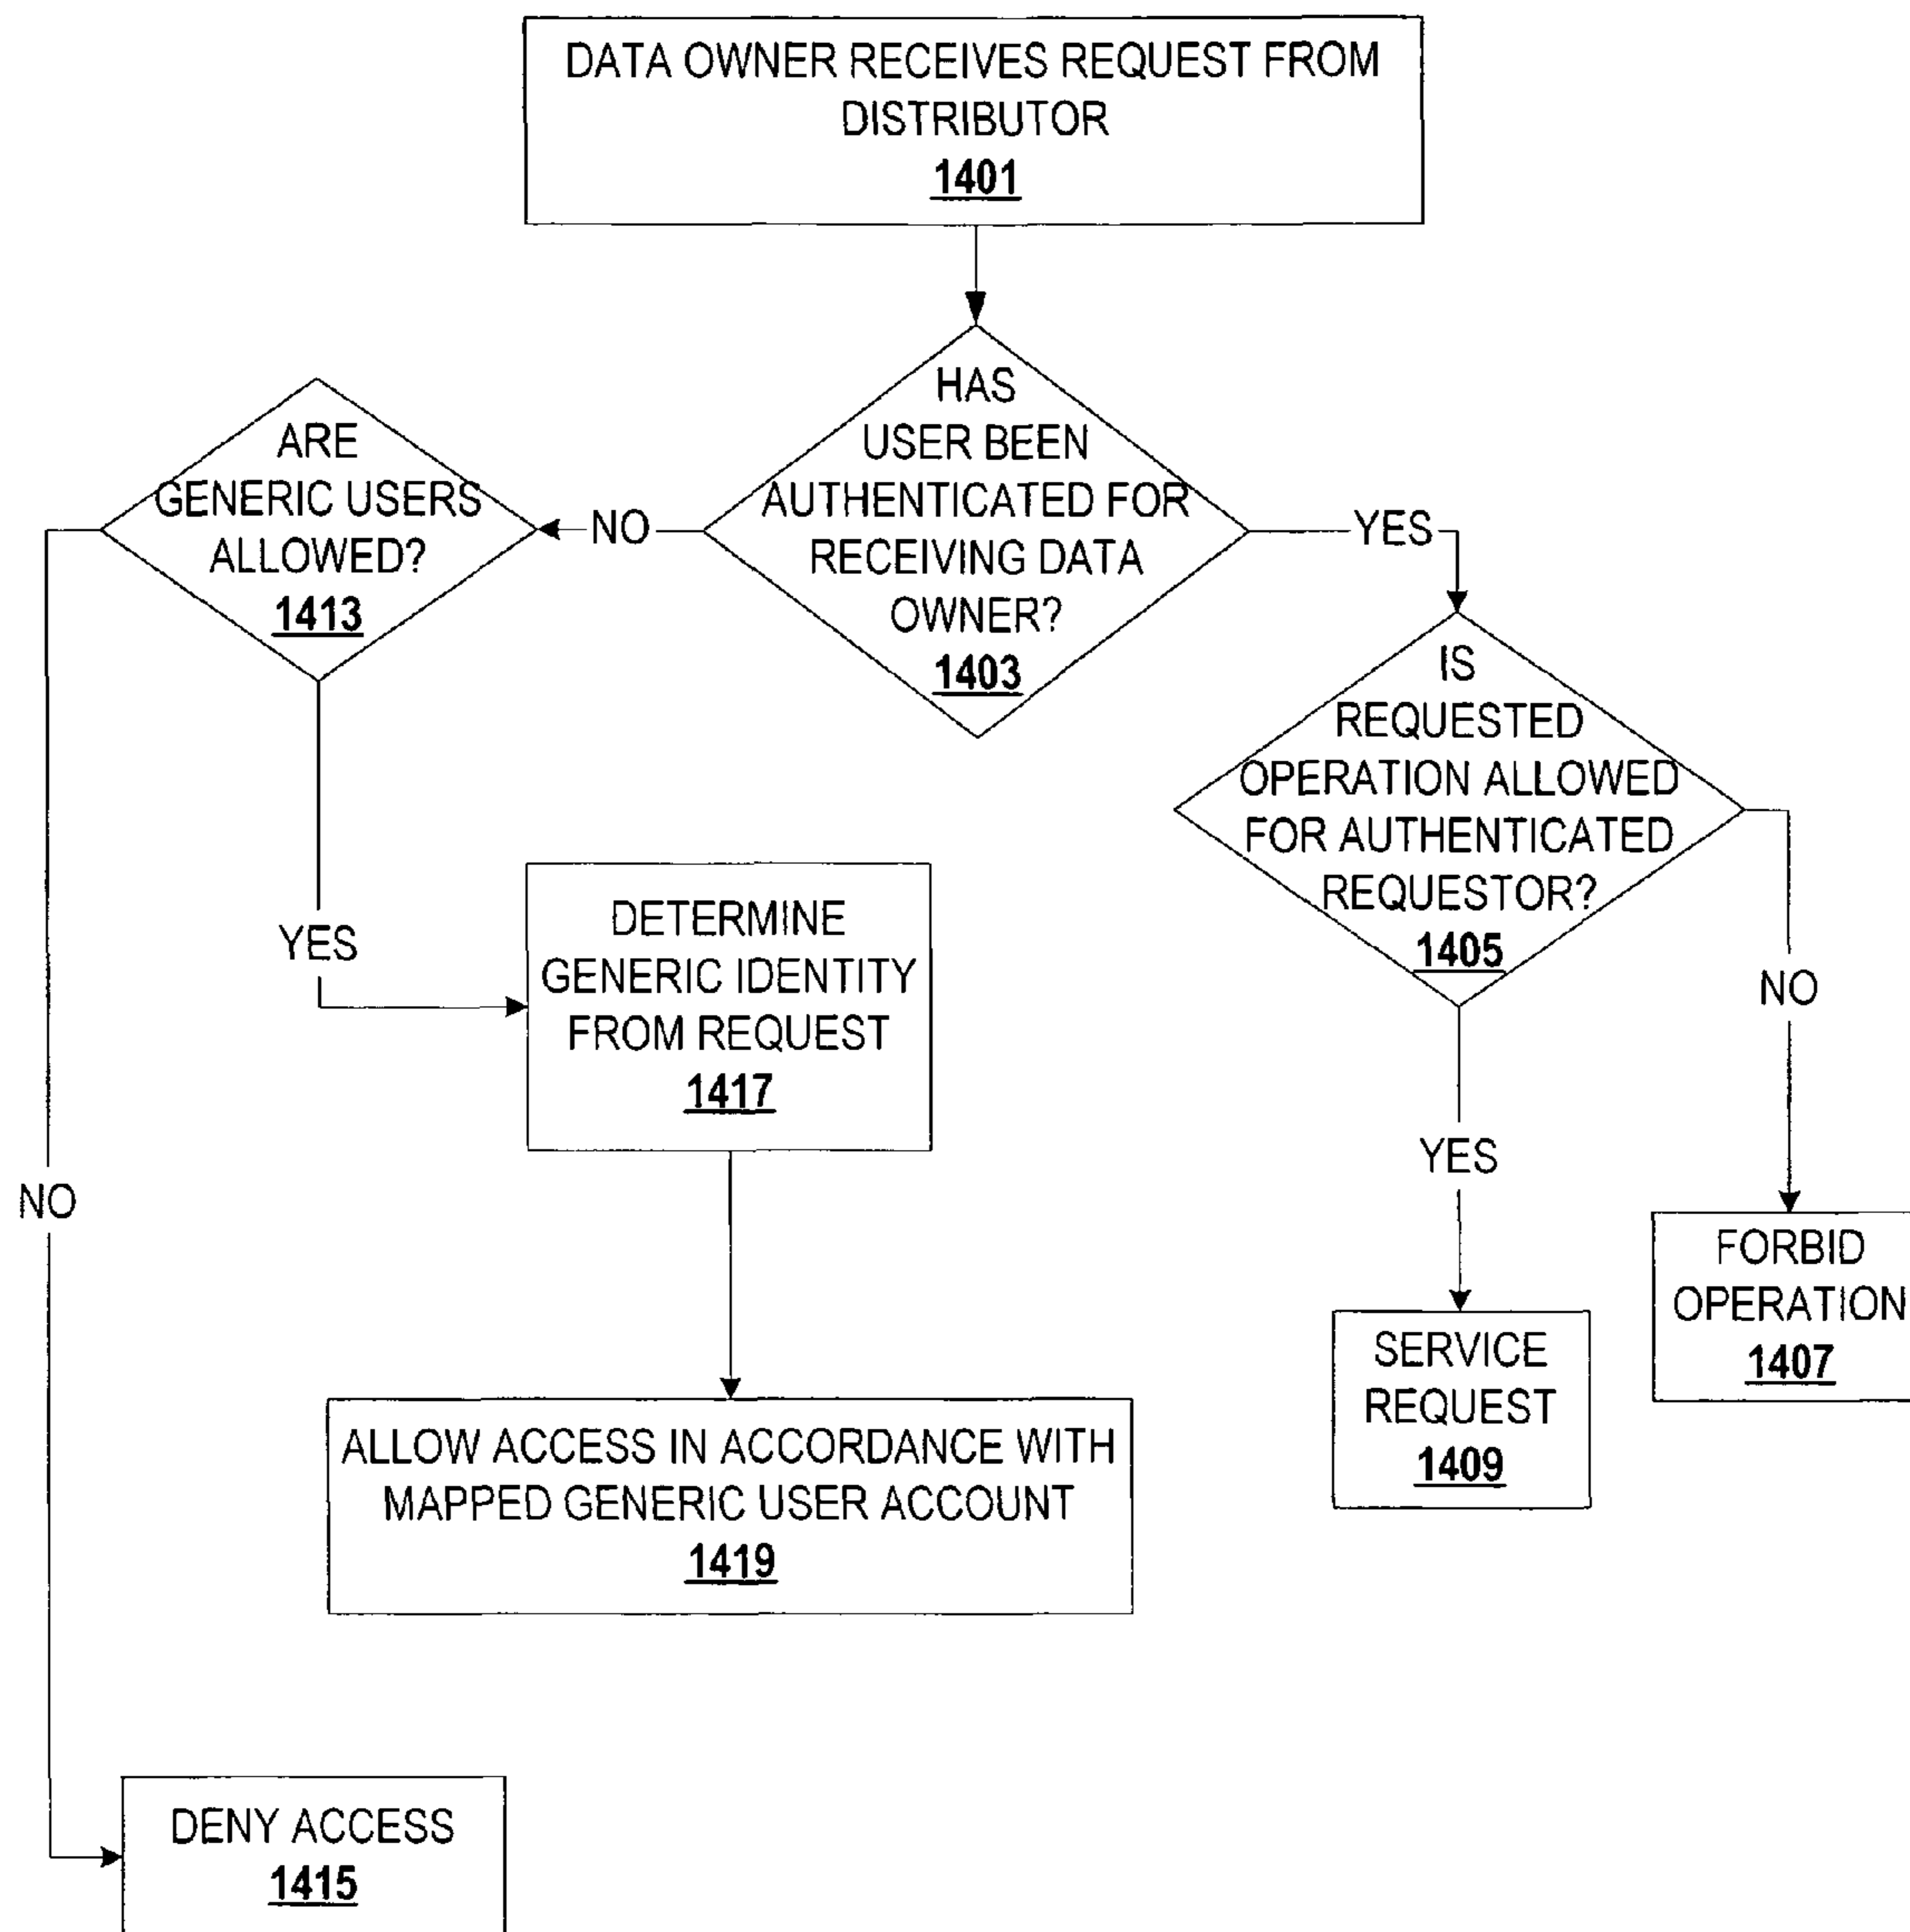 DATA OWNER RECEIVES REQUEST FROM
DISTRIBUTOR
1401
HAS
USER BEEN
AUTHENTICATED FOR
RECEIVING DATA
OWNER?
1403
NO
YES
ARE
GENERIC USERS
ALLOWED?
1413
IS
REQUESTED
OPERATION ALLOWED
FOR AUTHENTICATED
REQUESTOR?
1405
YES
NO
DETERMINE
GENERIC IDENTITY
FROM REQUEST
1417
YES
NO
FORBID
OPERATION
1407
SERVICE
REQUEST
1409
ALLOW ACCESS IN ACCORDANCE WITH
MAPPED GENERIC USER ACCOUNT
1419
DENY ACCESS
1415